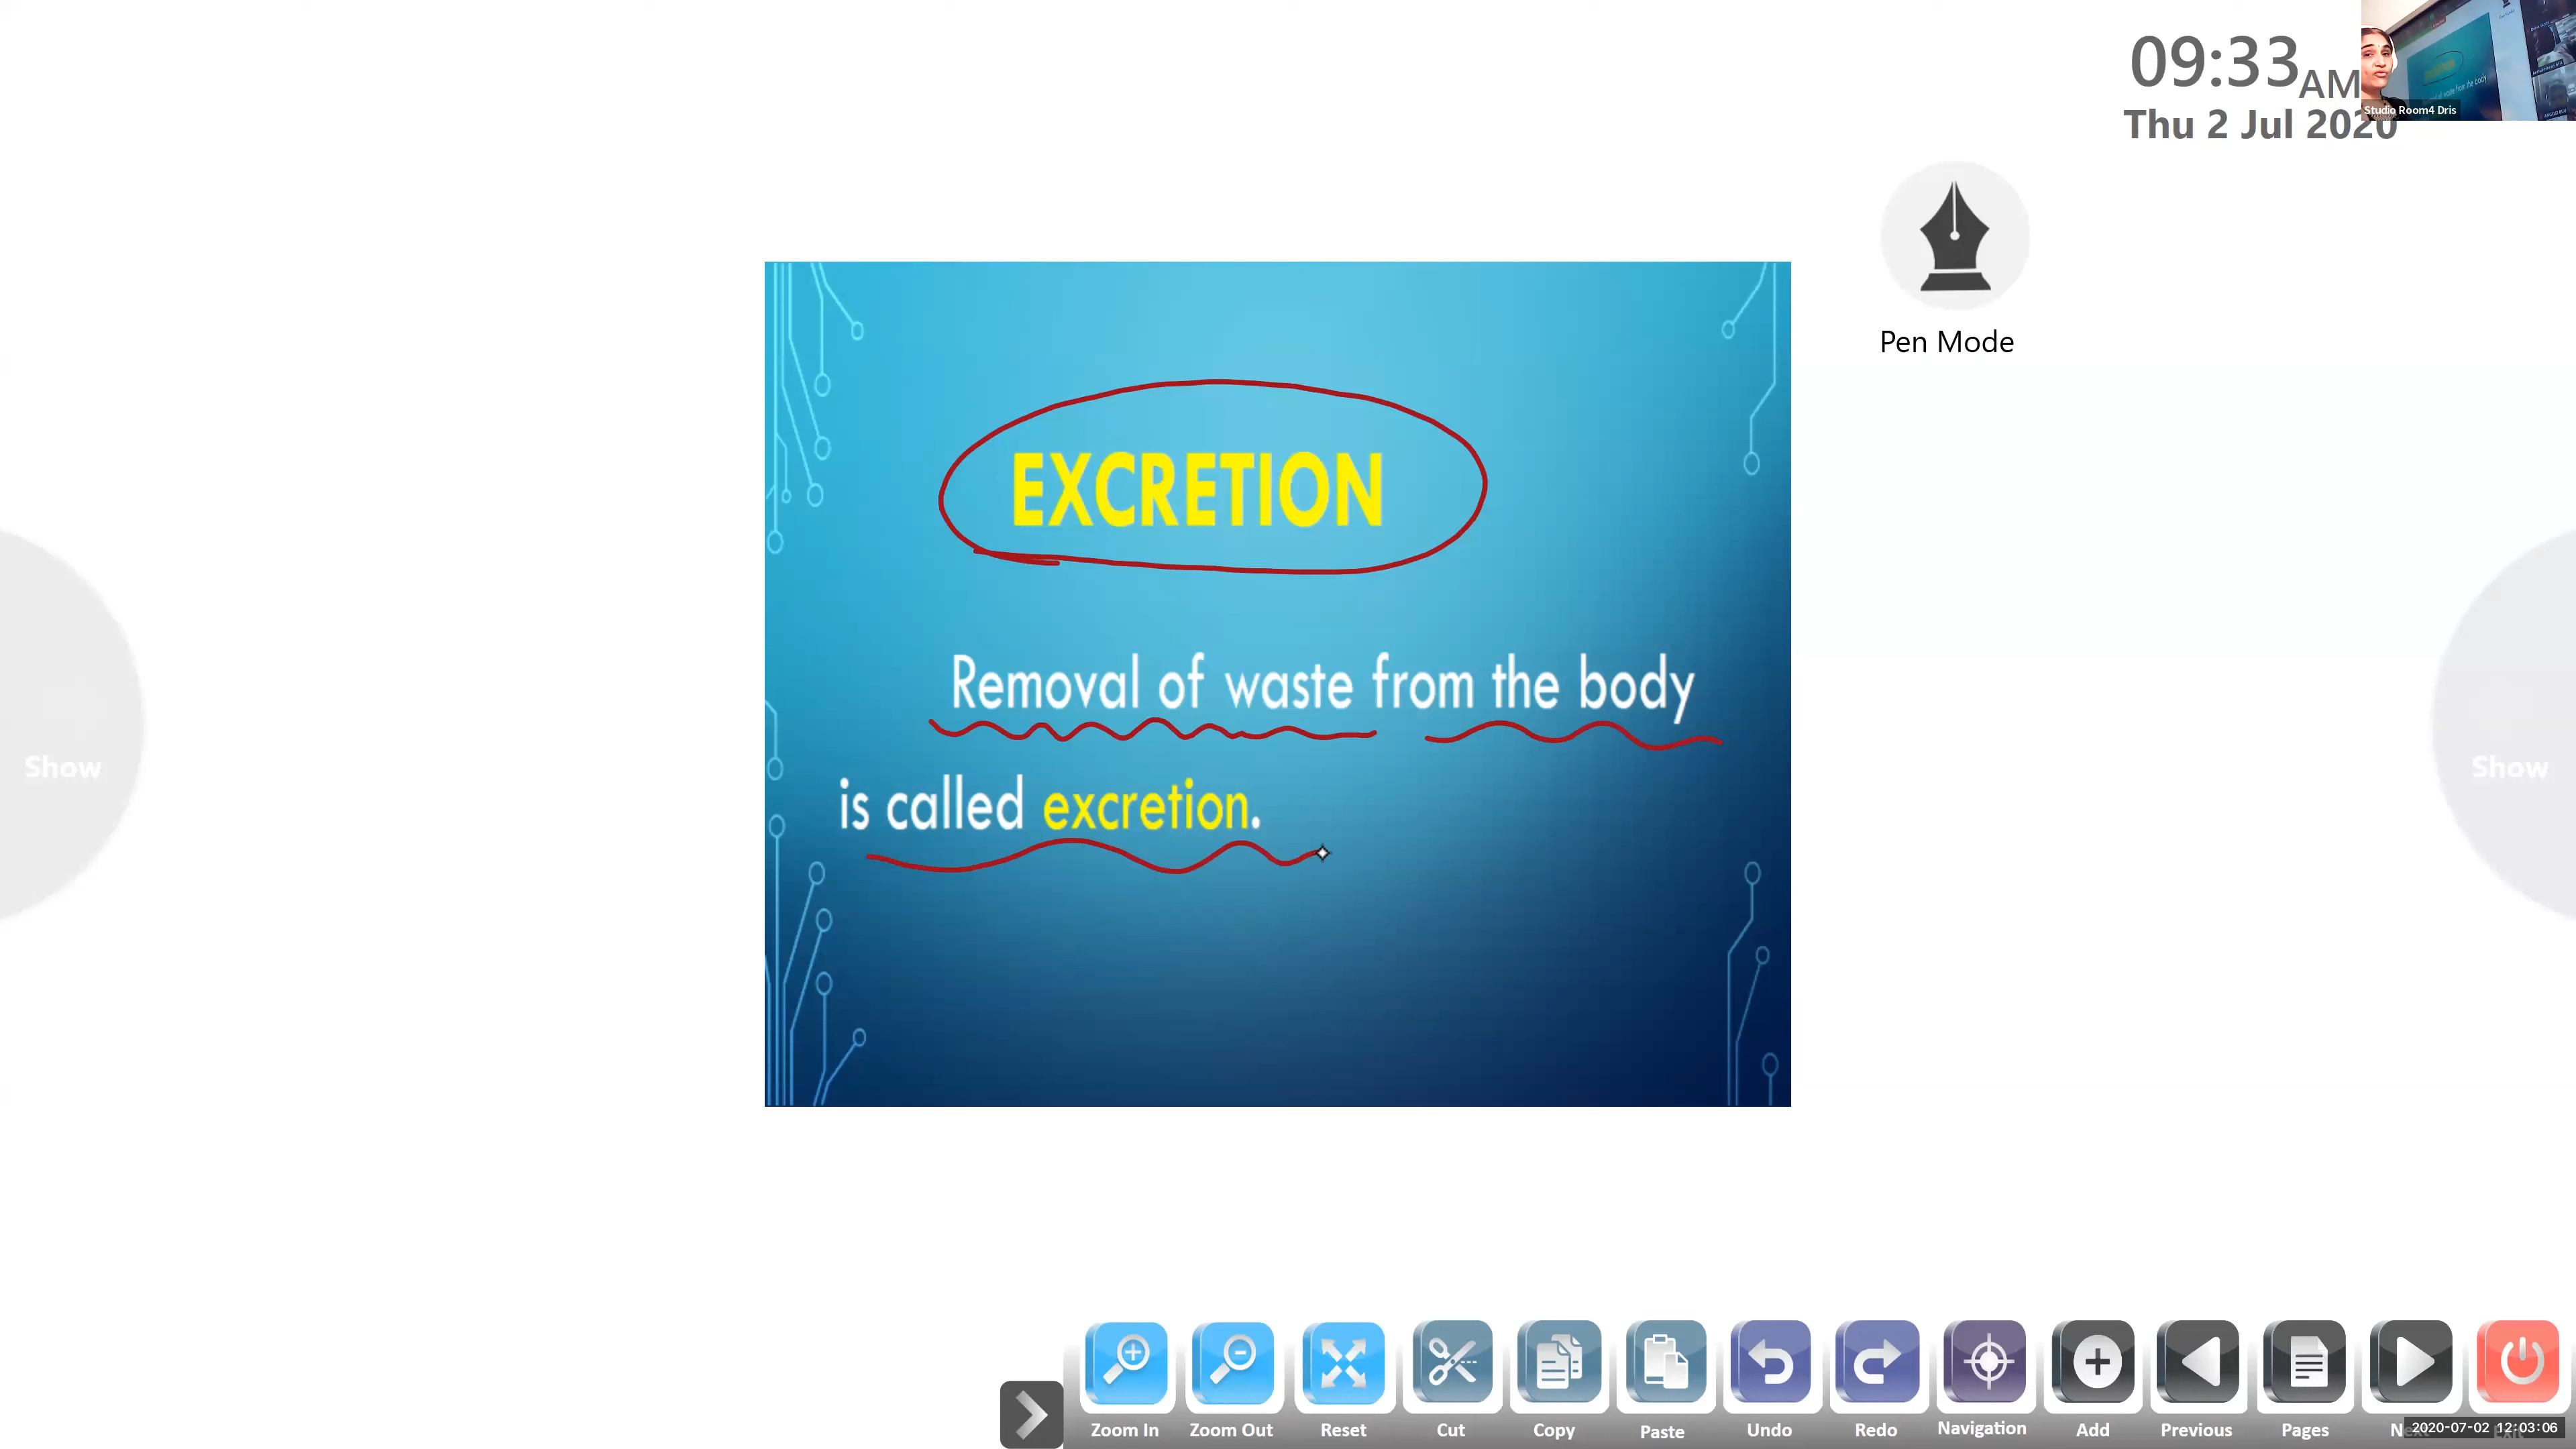 09:33 AM
Thu 2 Jul 2020
Studio Room4 Dris
Pen Mode
EXCRETION
Removal of waste from the body
is called excretion.
Show
Show
Zoom In Zoom Out Reset Cut Copy Paste Undo Redo Navigation Add Previous Pages
2020-07-02 12:03:06